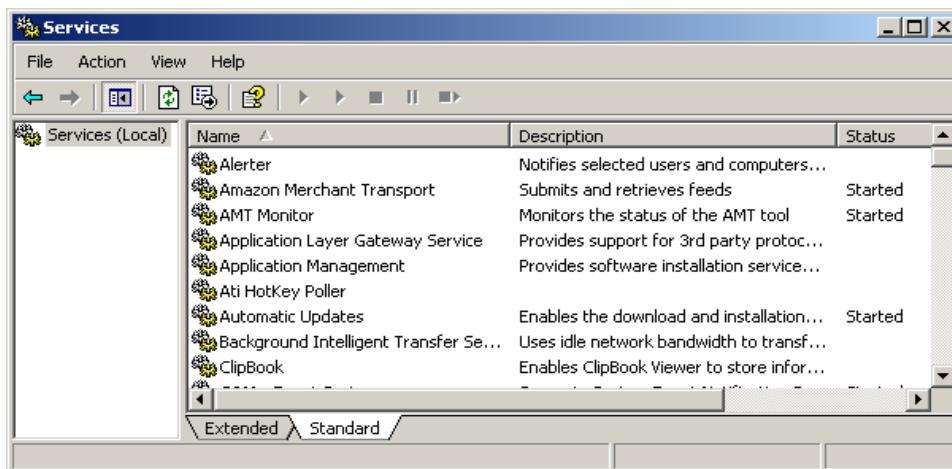 Services
File Action View Help
Services (Local)
Name Description Status
Alerter Notifies selected users and computers...
Amazon Merchant Transport Submits and retrieves feeds Started
AMT Monitor Monitors the status of the AMT tool Started
Application Layer Gateway Service Provides support for 3rd party protoc...
Application Management Provides software installation service...
Ati HotKey Poller
Automatic Updates Enables the download and installation... Started
Background Intelligent Transfer Se... Uses idle network bandwidth to transf...
ClipBook Enables ClipBook Viewer to store infor...
Extended Standard